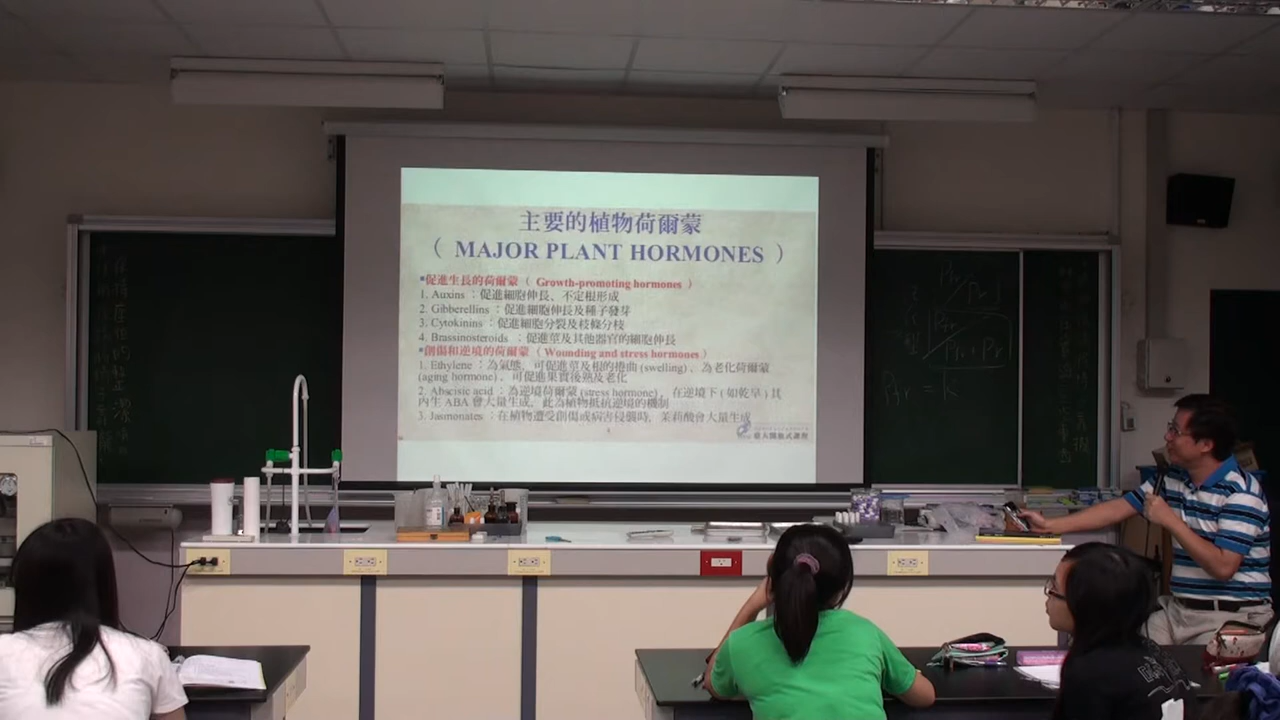 主要的植物荷爾蒙
（ MAJOR PLANT HORMONES ）
促進生長的荷爾蒙（ Growth-promoting hormones ）
1. Auxins ：促進細胞伸長、不定根形成
2. Gibberellins ：促進細胞伸長及種子發芽
3. Cytokinins ：促進細胞分裂及枝條分枝
4. Brassinosteroids ：促進莖及其他器官的細胞伸長
創傷和逆境的荷爾蒙（ Wounding and stress hormones ）
1. Ethylene ：為氣態，可促進莖及根的捲曲 (swelling)、為老化荷爾蒙
(aging hormone)、可促進果實後熟及老化
2. Abscisic acid ：為逆境荷爾蒙 (stress hormone)，在逆境下 ( 如乾旱 ) 其
內生 ABA 會大量生成，此為植物抵抗逆境的機制
3. Jasmonates ：在植物遭受創傷或病害侵襲時，茉莉酸會大量生成
臺大開放式課程